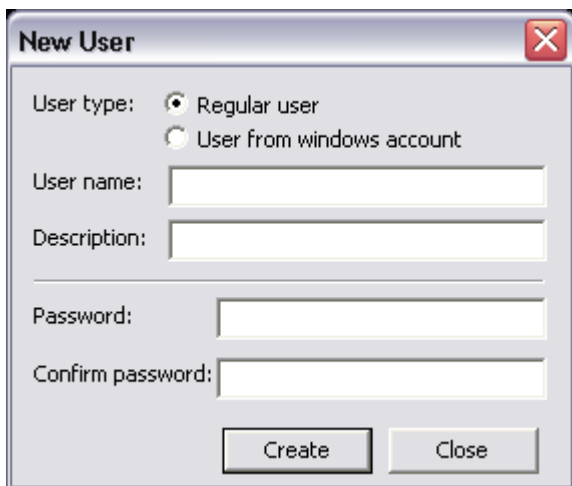 New User
User type: Regular user
User from windows account
User name:
Description:
Password:
Confirm password:
Create Close